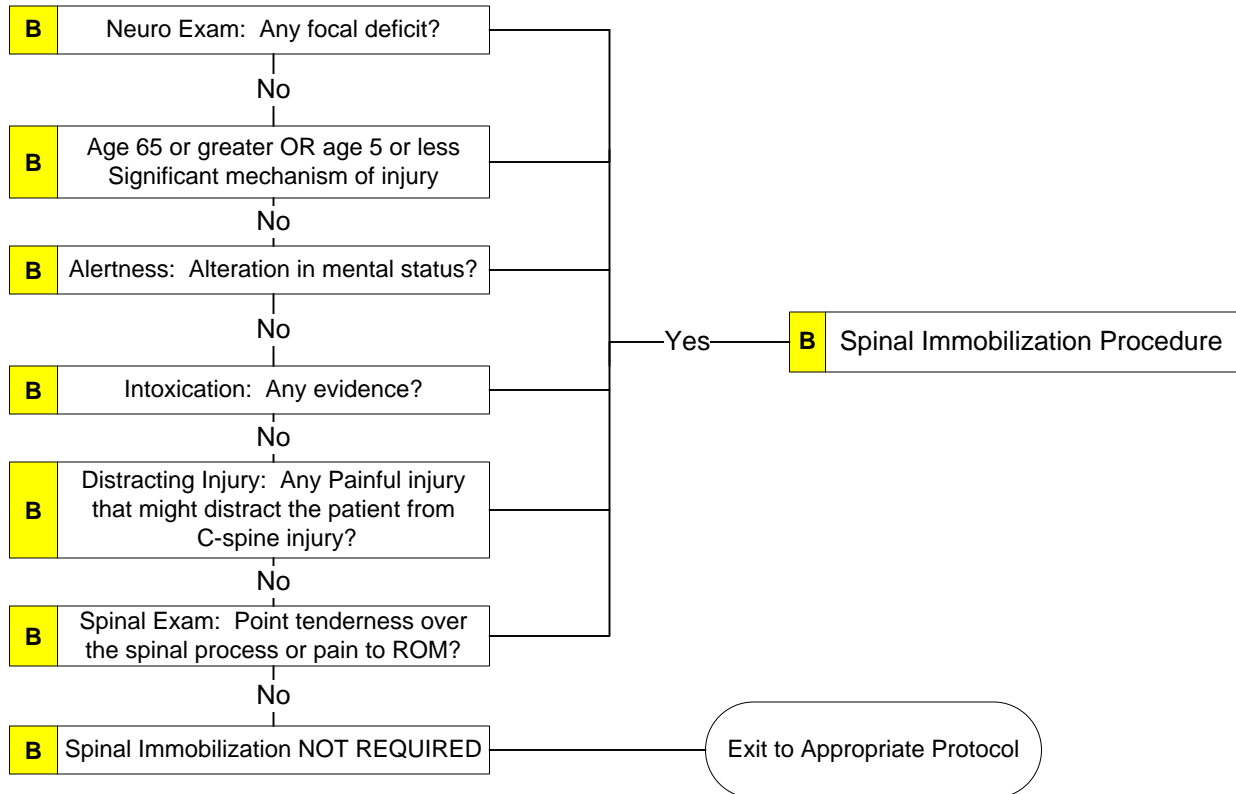 B Neuro Exam: Any focal deficit?
No
B Age 65 or greater OR age 5 or less
Significant mechanism of injury
No
B Alertness: Alteration in mental status?
No
Yes
B Spinal Immobilization Procedure
B Intoxication: Any evidence?
No
B Distracting Injury: Any Painful injury
that might distract the patient from
C-spine injury?
No
B Spinal Exam: Point tenderness over
the spinal process or pain to ROM?
No
B Spinal Immobilization NOT REQUIRED
Exit to Appropriate Protocol